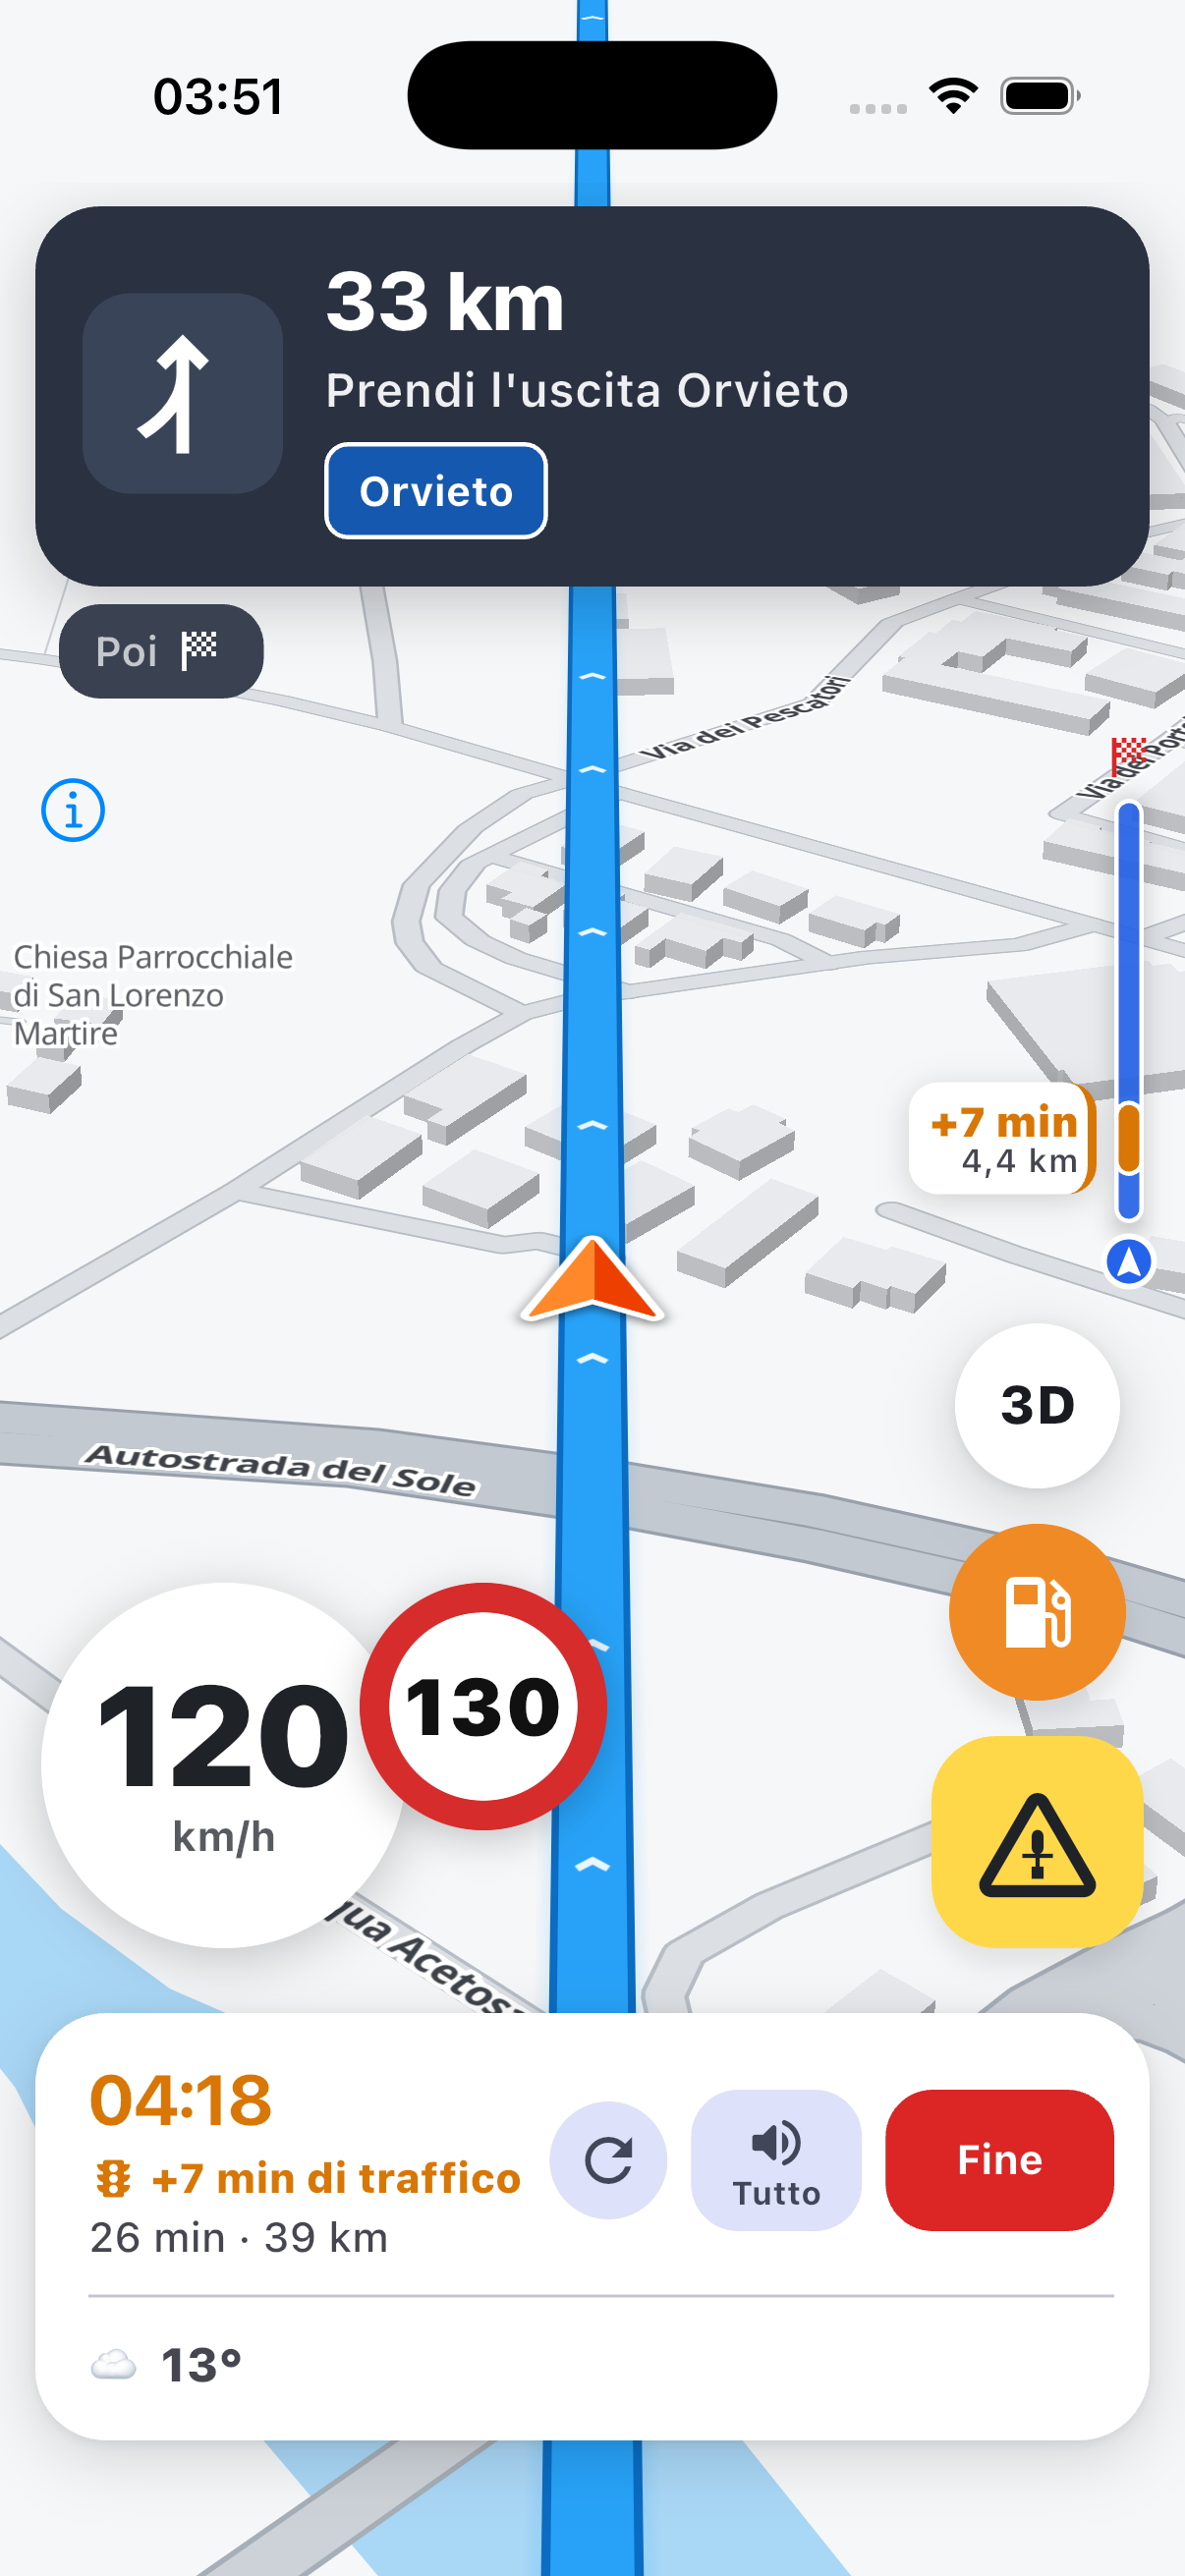 03:51
33 km
Prendi l'uscita Orvieto
Orvieto
Poi
Via dei Pescatori
Via dei
Chiesa Parrocchiale
di San Lorenzo
Martire
+7 min
4,4 km
3D
Autostrada del Sole
120
km/h
130
04:18
+7 min di traffico
26 min · 39 km
Tutto
Fine
13°